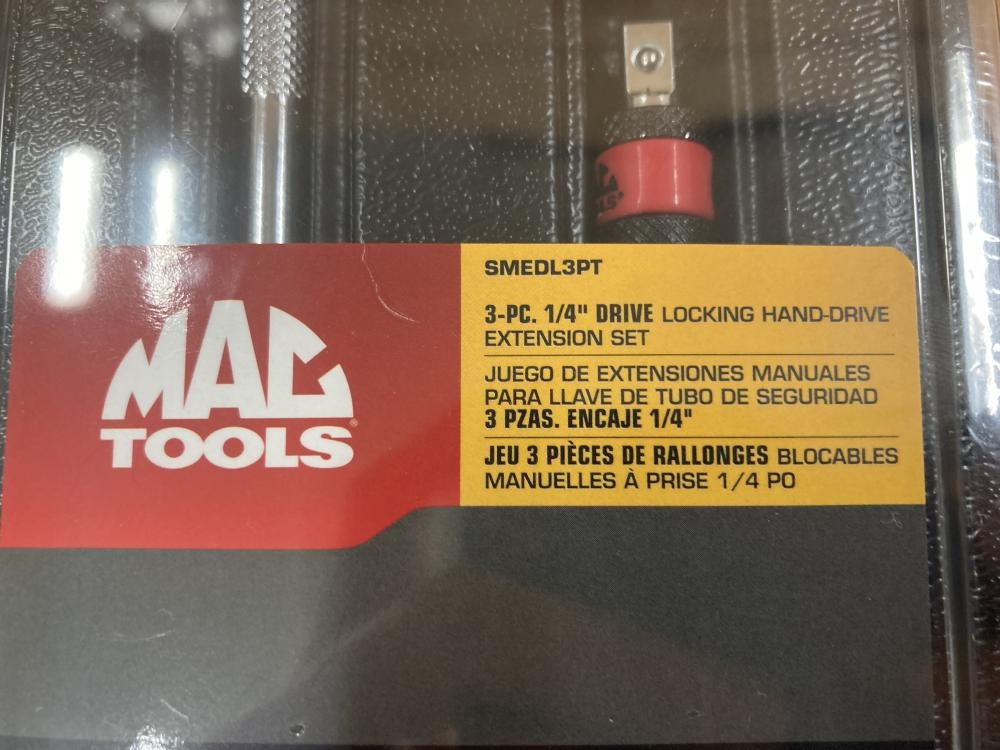 MAC
TOOLS
SMEDL3PT
3-PC. 1/4" DRIVE LOCKING HAND-DRIVE
EXTENSION SET
JUEGO DE EXTENSIONES MANUALES
PARA LLAVE DE TUBO DE SEGURIDAD
3 PZAS. ENCAJE 1/4"
JEU 3 PIÈCES DE RALLONGES BLOCABLES
MANUELLES À PRISE 1/4 PO